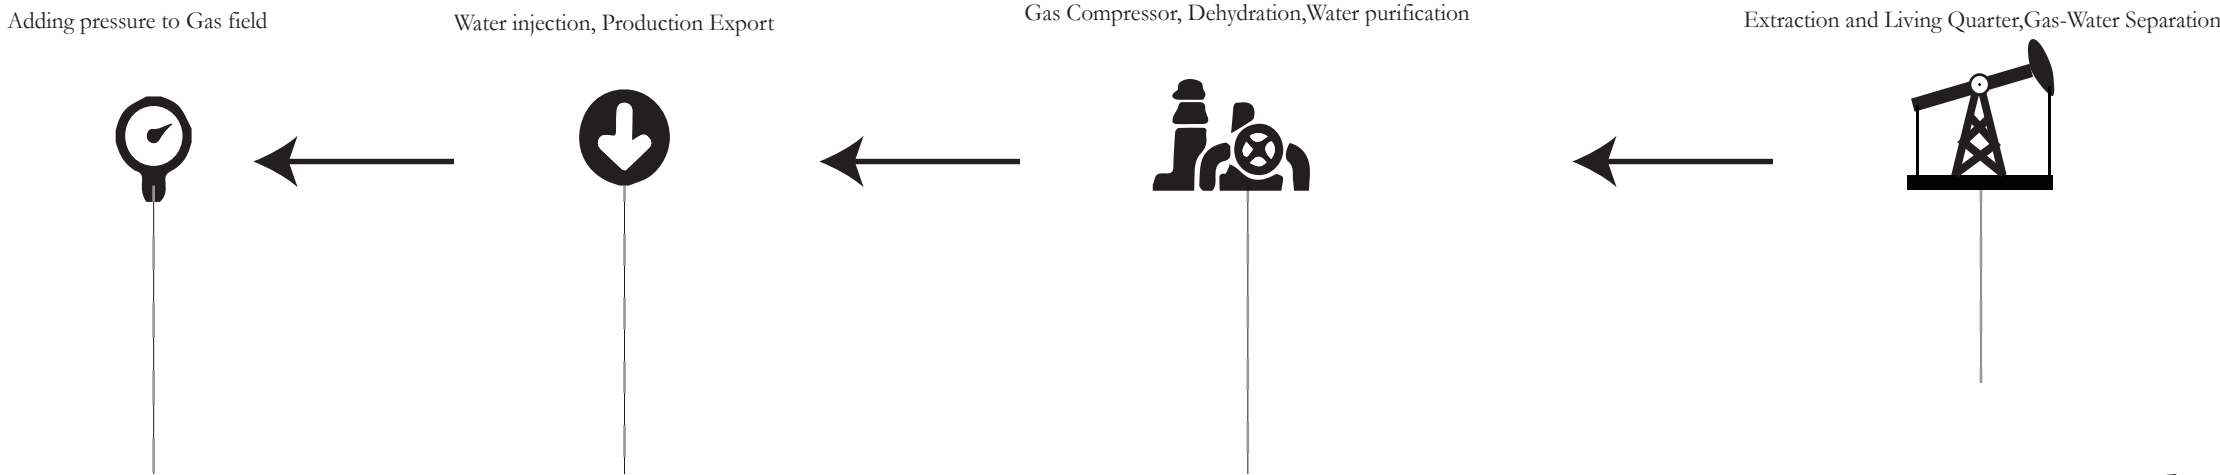 Adding pressure to Gas field
Water injection, Production Export
Gas Compressor, Dehydration,Water purification
Extraction and Living Quarter,Gas-Water Separation